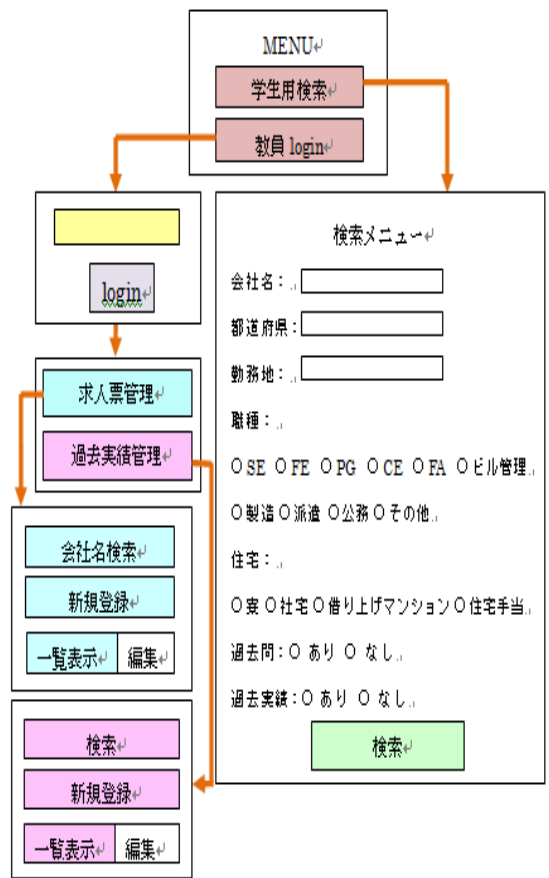 MENU
学生用検索
教員 login
login
求人票管理
過去実績管理
会社名検索
新規登録
一覧表示 編集
検索
新規登録
一覧表示 編集
検索メニュー
会社名：
都道府県：
勤務地：
職種：
○SE ○FE ○PG ○CE ○FA ○ビル管理
○製造○派遣 ○公務○その他
住宅：
○寮○社宅○借り上げマンション○住宅手当
過去問：○ あり ○ なし
過去実績：○ あり ○ なし
検索